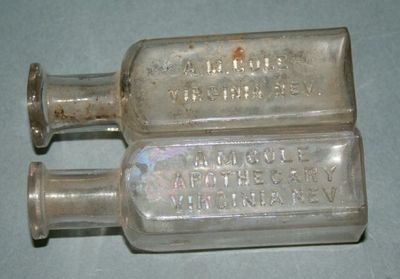 A.M. COLE
VIRGINIA NEV.
A.M. COLE
APOTHECARY
VIRGINIA NEV